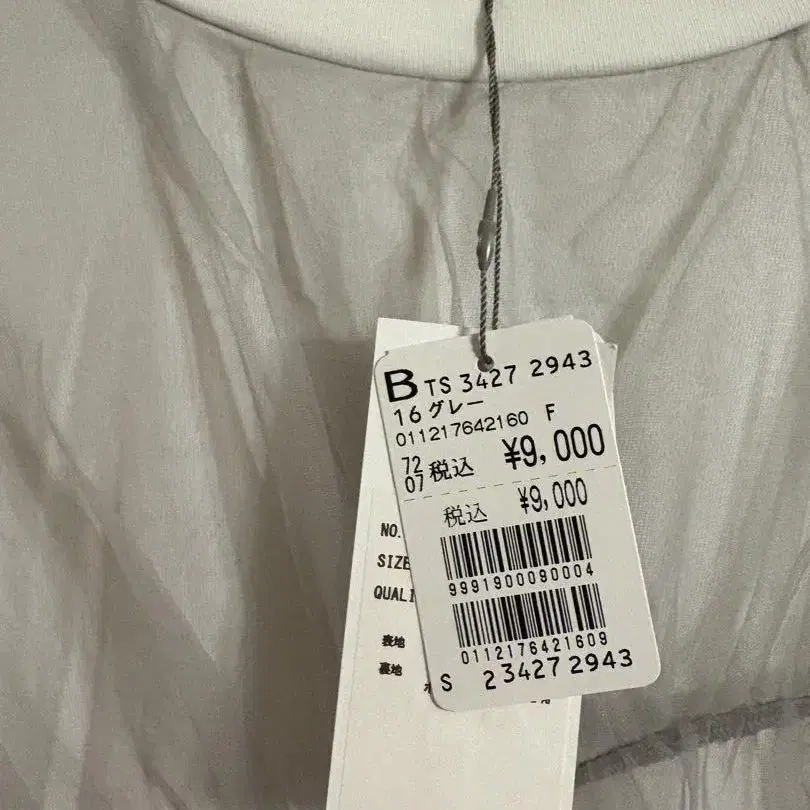 B TS 3427 2943
16 グレー
011217642160 F
72
07 税込 ¥9,000
税込 ¥9,000
9991900090004
0112176421609
S 2 3427 2943
NO.
SIZE
QUALI
表地
裏地